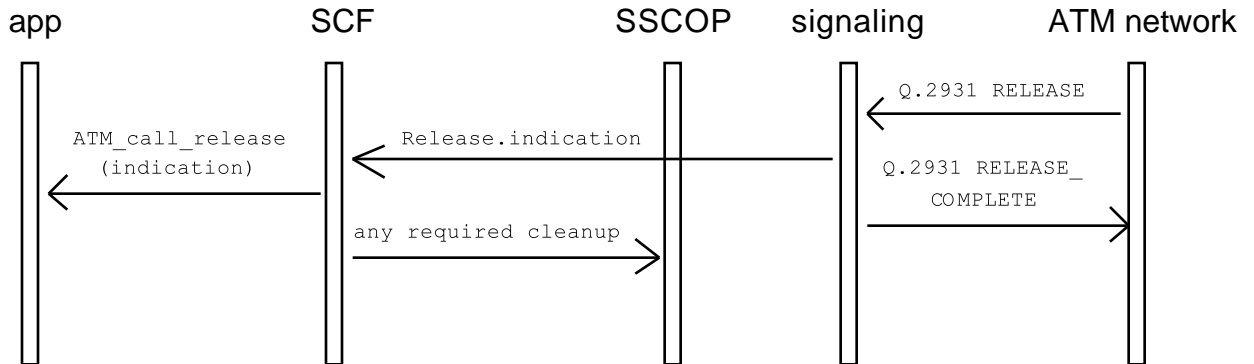 app
SCF
SSCOP
signaling
ATM network
Q.2931 RELEASE
Release.indication
ATM_call_release
(indication)
Q.2931 RELEASE_
COMPLETE
any required cleanup